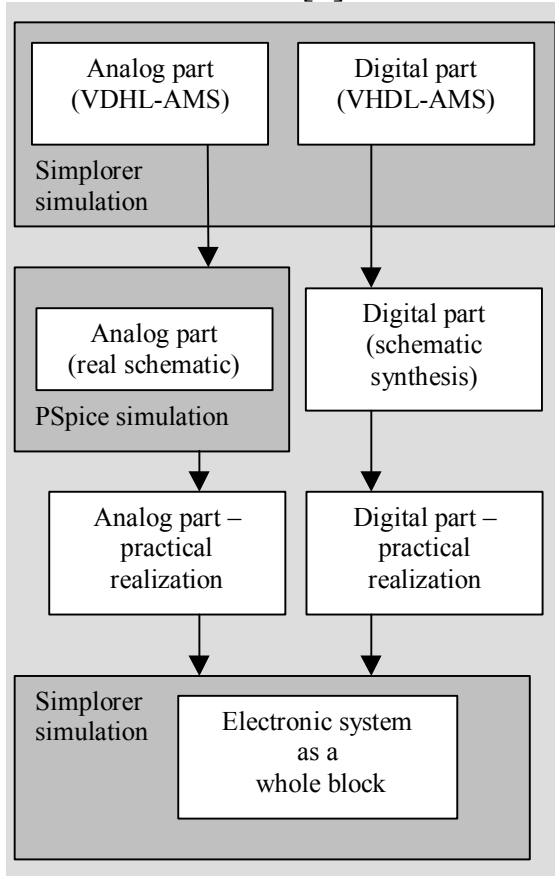 Analog part
(VDHL-AMS)
Digital part
(VHDL-AMS)
Simplorer
simulation
Analog part
(real schematic)
PSpice simulation
Digital part
(schematic
synthesis)
Analog part –
practical
realization
Digital part –
practical
realization
Simplorer
simulation
Electronic system
as a
whole block